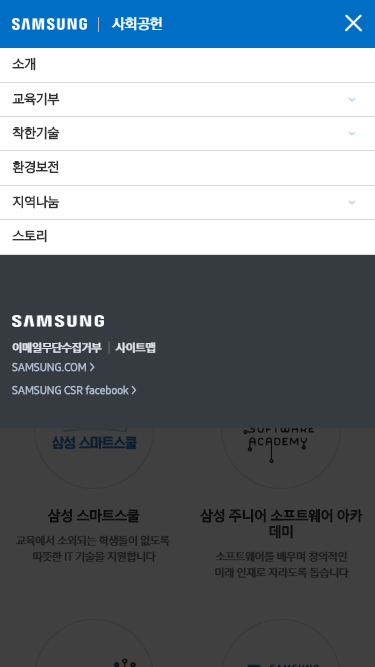 SAMSUNG 사회공헌
소개
교육기부
착한기술
환경보전
지역나눔
스토리
SAMSUNG
이메일무단수집거부 사이트맵
SAMSUNG.COM
SAMSUNG CSR facebook
삼성 스마트스쿨
SOFTWARE
ACADEMY
삼성 스마트스쿨
교육에서 소외되는 학생들이 없도록
따뜻한 IT 기술을 지원합니다
삼성 주니어 소프트웨어 아카
데미
소프트웨어를 배우며 창의적인
미래 인재로 자라도록 돕습니다
SAMSUNG